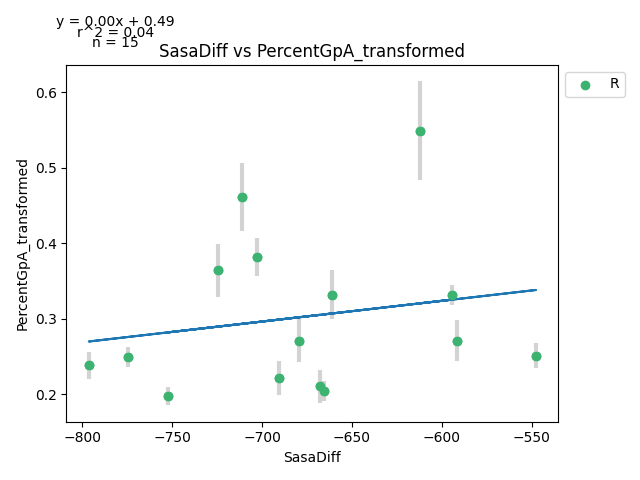 y = 0.00x + 0.49
r^2 = 0.04
n = 15
SasaDiff vs PercentGpA_transformed
R
0.6
0.5
0.4
0.3
0.2
PercentGpA_transformed
−800
−750
−700
−650
−600
−550
SasaDiff